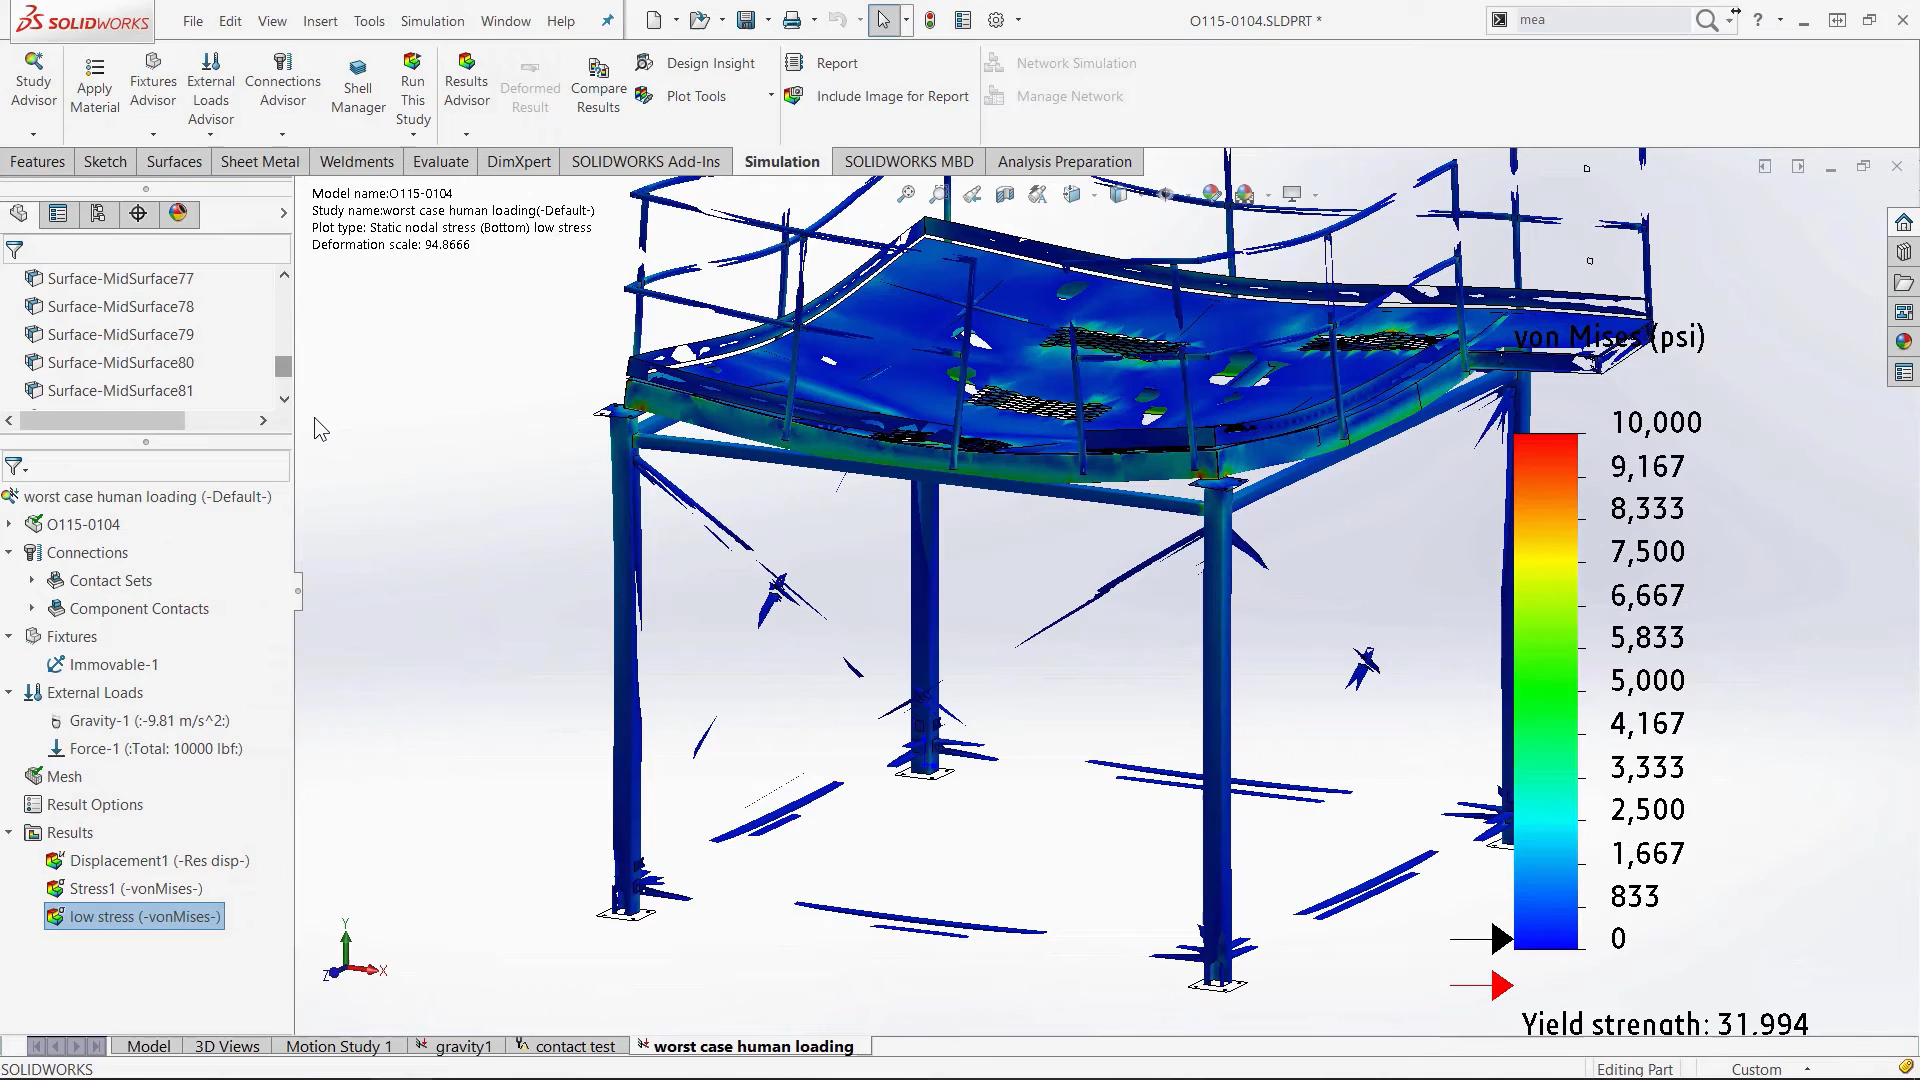 SOLIDWORKS
File Edit View Insert Tools Simulation Window Help
O115-0104.SLDPRT *
mea
?
Study Advisor
Apply Material
Fixtures Advisor
External Loads Advisor
Connections Advisor
Shell Manager
Run This Study
Results Advisor
Deformed Result
Compare Results
Design Insight
Plot Tools
Report
Include Image for Report
Network Simulation
Manage Network
Features Sketch Surfaces Sheet Metal Weldments Evaluate DimXpert SOLIDWORKS Add-Ins Simulation SOLIDWORKS MBD Analysis Preparation
Model name:O115-0104
Study name:worst case human loading(-Default-)
Plot type: Static nodal stress (Bottom) low stress
Deformation scale: 94.8666
Surface-MidSurface77
Surface-MidSurface78
Surface-MidSurface79
Surface-MidSurface80
Surface-MidSurface81
worst case human loading (-Default-)
O115-0104
Connections
Contact Sets
Component Contacts
Fixtures
Immovable-1
External Loads
Gravity-1 (:-9.81 m/s^2:)
Force-1 (:Total: 10000 lbf:)
Mesh
Result Options
Results
Displacement1 (-Res disp-)
Stress1 (-vonMises-)
low stress (-vonMises-)
von Mises (psi)
10,000
9,167
8,333
7,500
6,667
5,833
5,000
4,167
3,333
2,500
1,667
833
0
Yield strength: 31,994
Y
X
Z
Model 3D Views Motion Study 1 gravity1 contact test worst case human loading
SOLIDWORKS
Editing Part
Custom